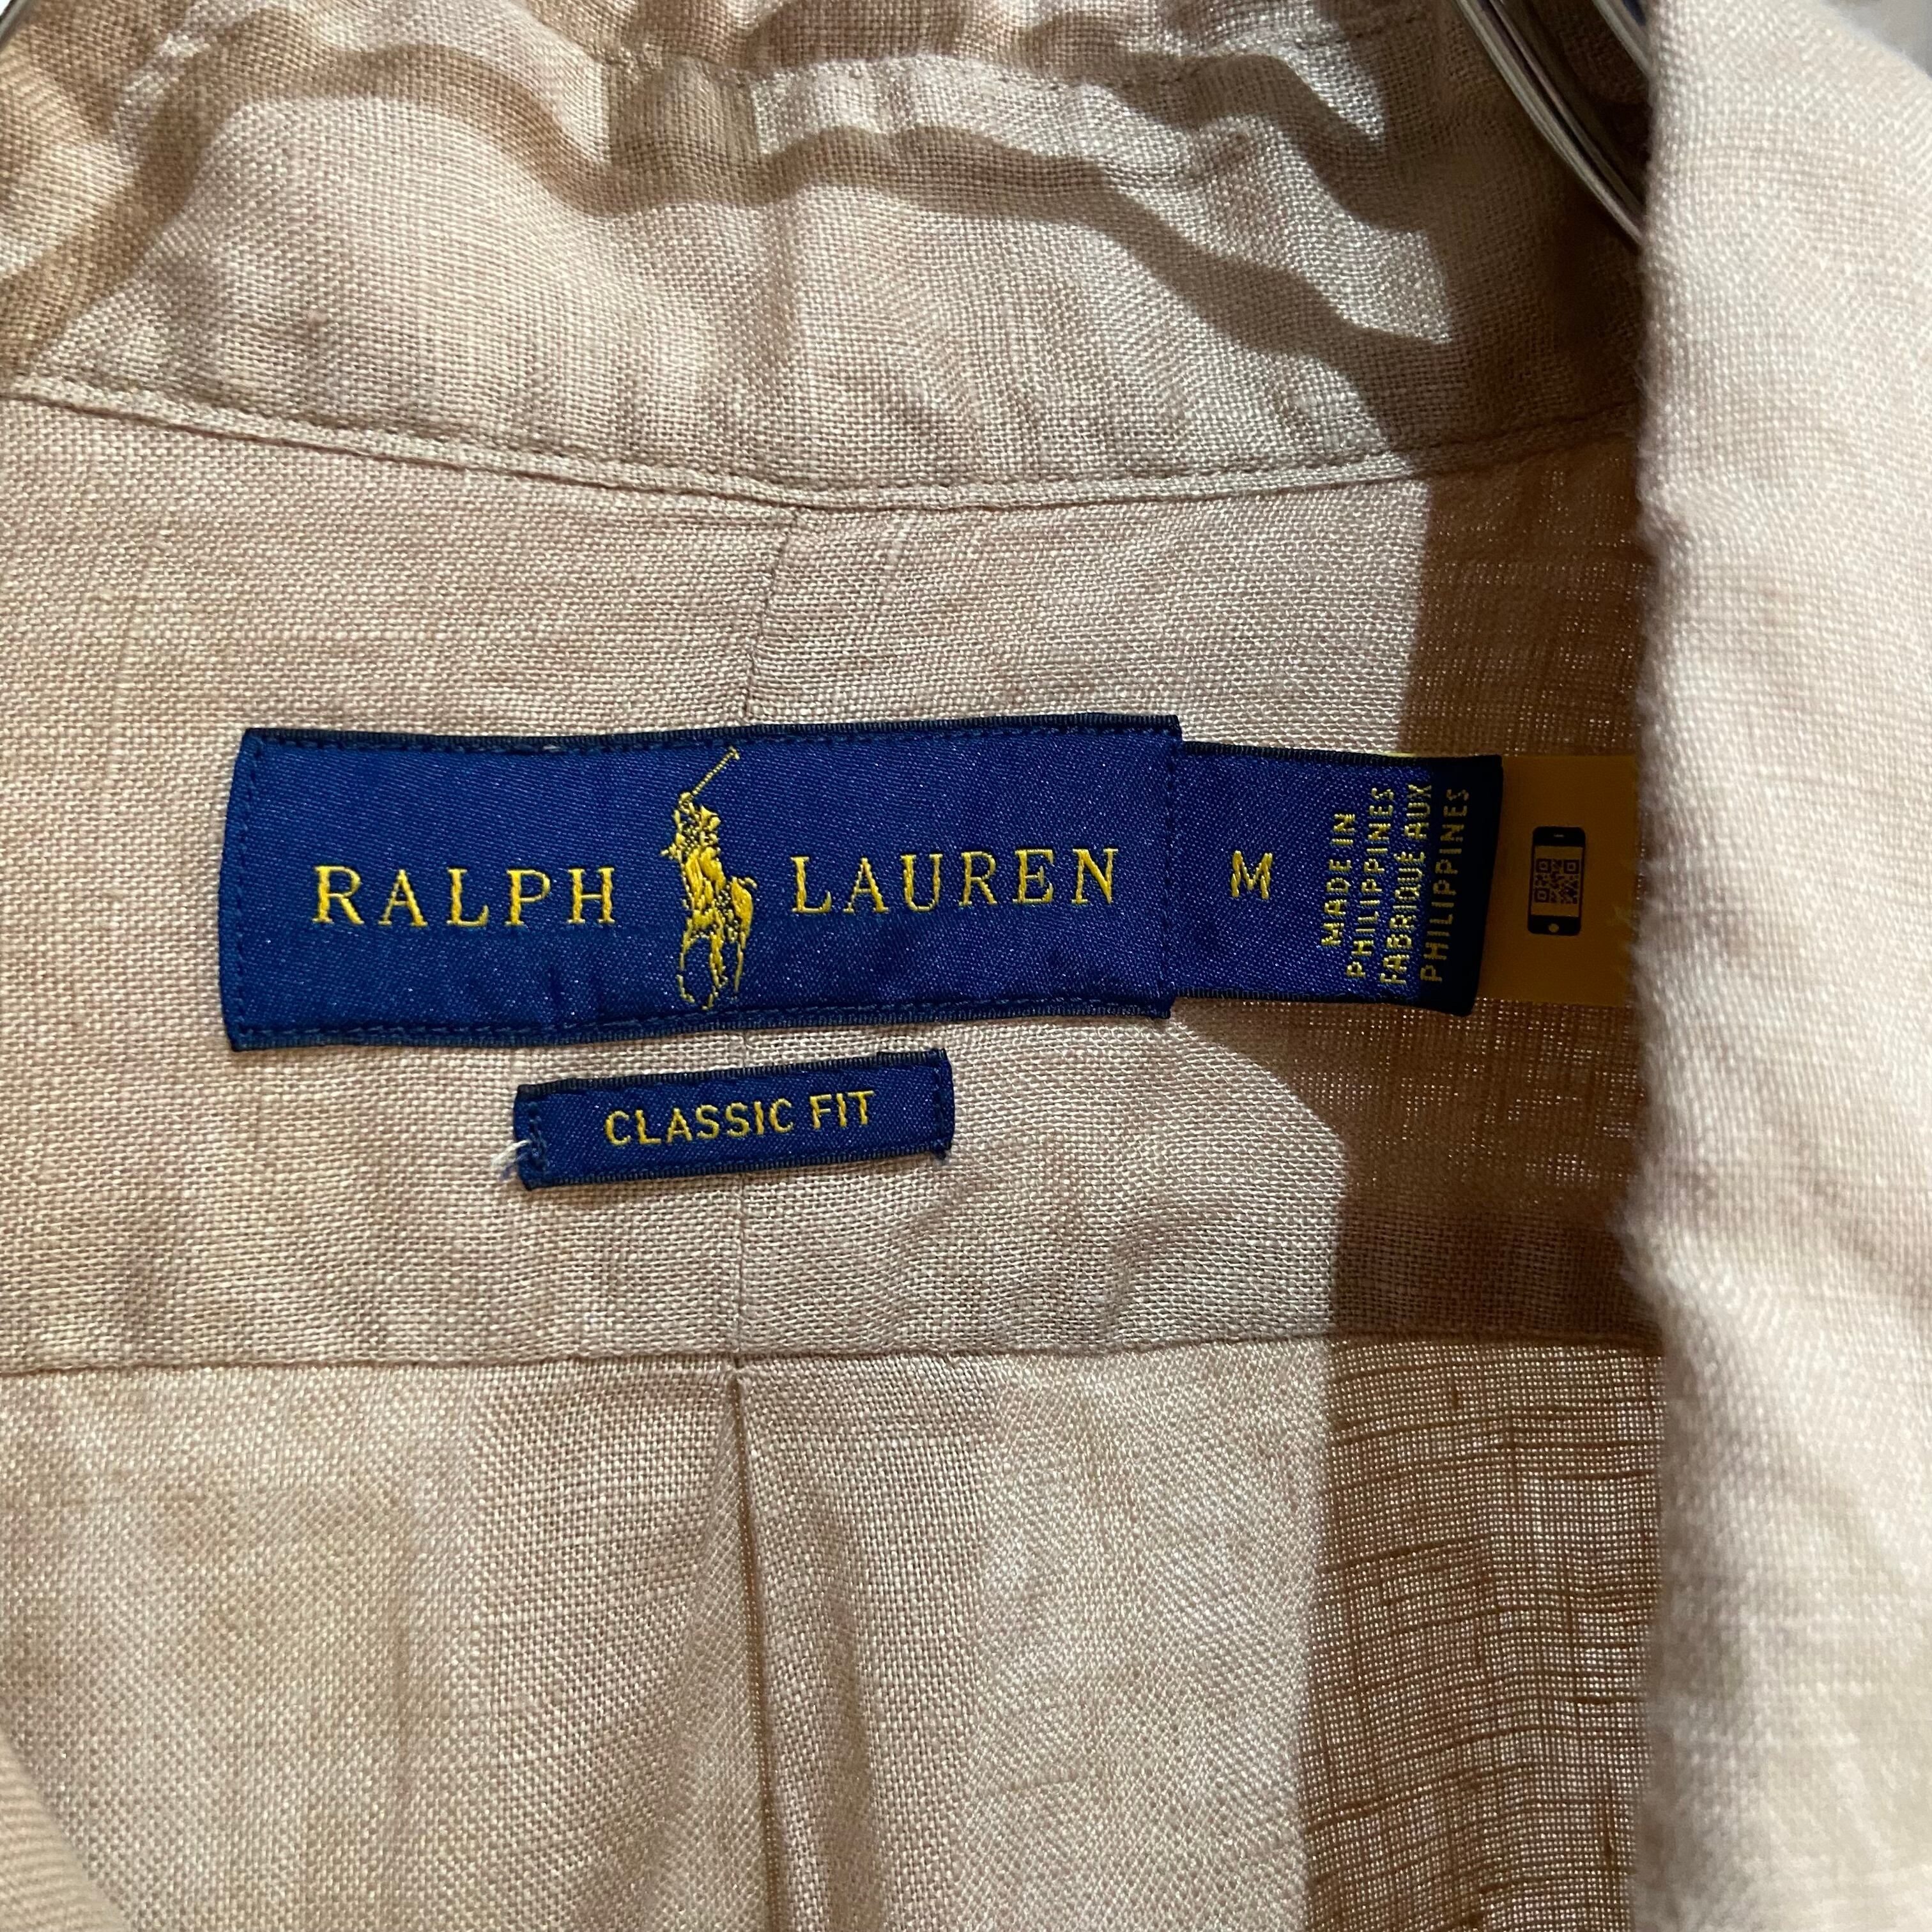 RALPH LAUREN
M
MADE IN
PHILIPPINES
FABRIQUÉ AUX
PHILIPPINES
CLASSIC FIT